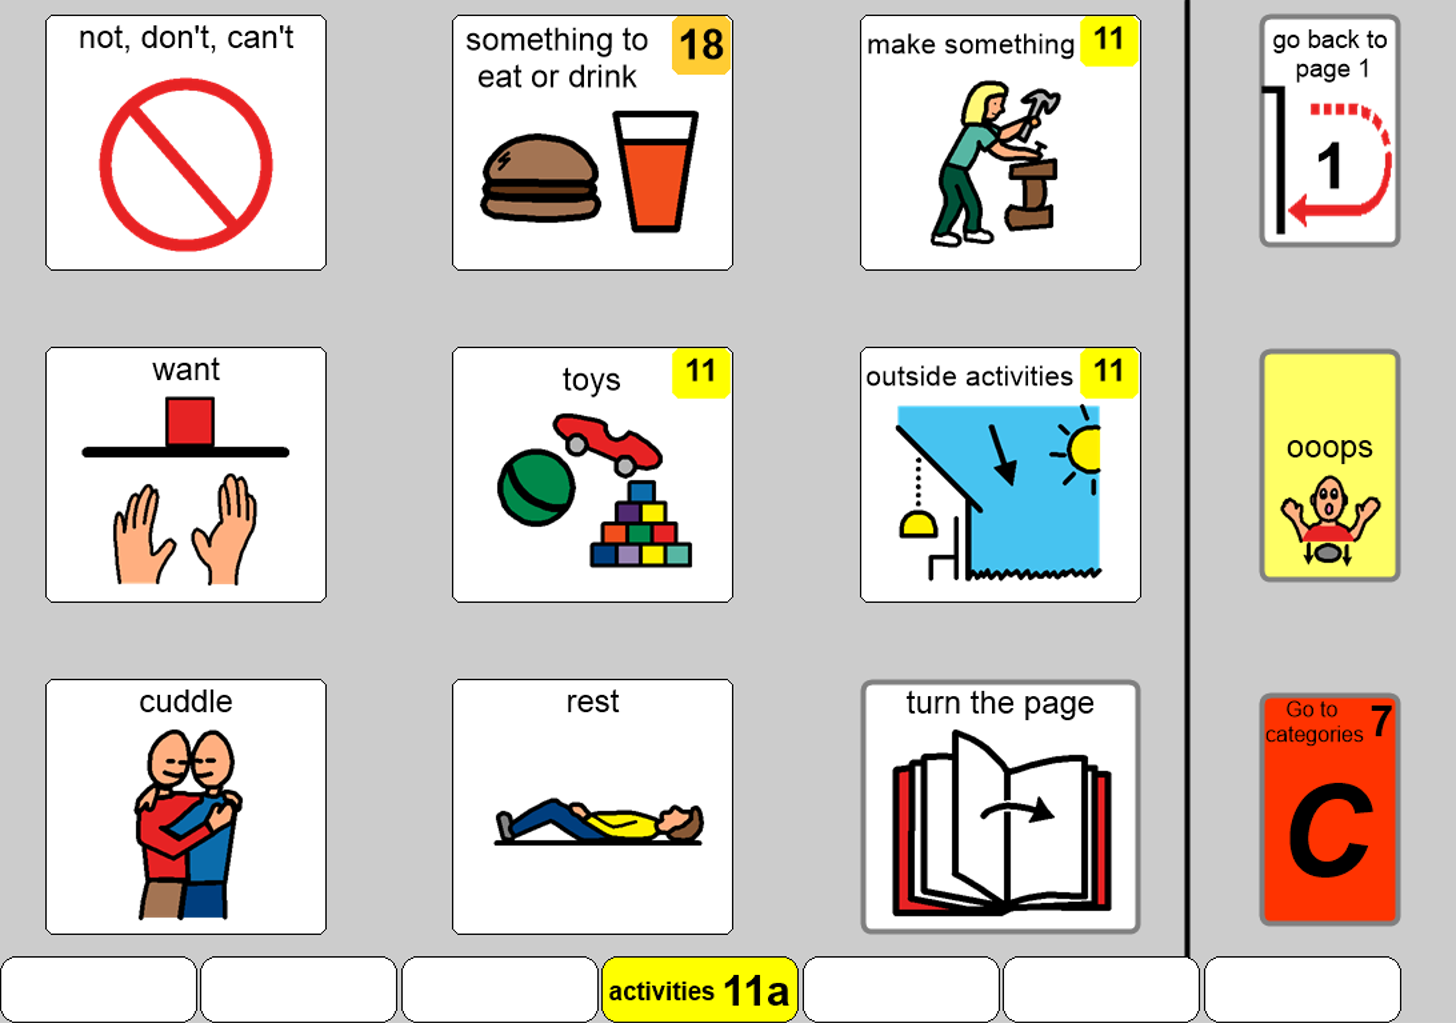 not, don't, can't
something to
eat or drink
18
make something
11
go back to
page 1
1
want
toys
11
outside activities
11
ooops
cuddle
rest
turn the page
Go to
categories
7
C
activities 11a